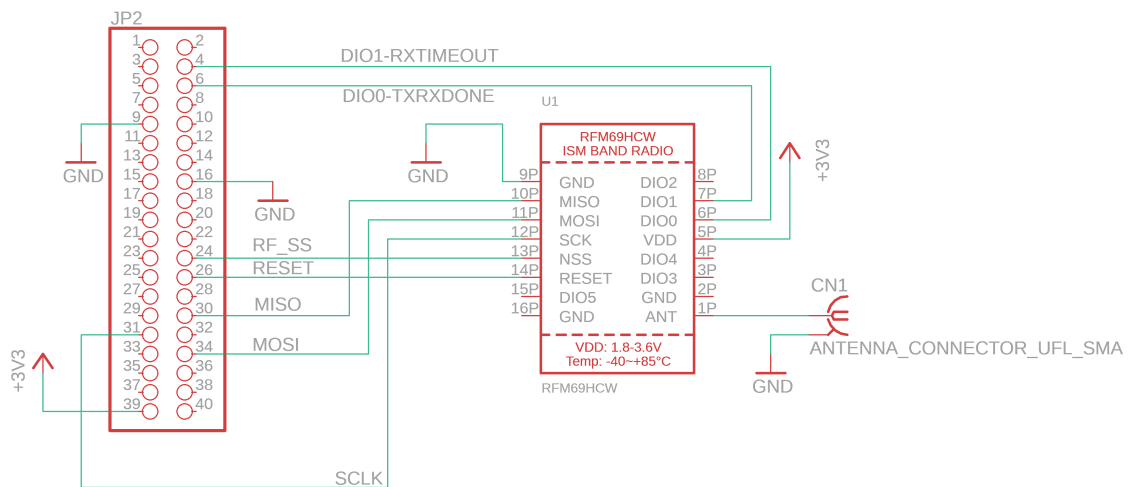 JP2
1 2
3 4
5 6
7 8
9 10
11 12
13 14
15 16
17 18
19 20
21 22
23 24
25 26
27 28
29 30
31 32
33 34
35 36
37 38
39 40
GND
+3V3
GND
DIO1-RXTIMEOUT
DIO0-TXRXDONE
RF_SS
RESET
MISO
MOSI
SCLK
GND
U1
RFM69HCW
ISM BAND RADIO
9P GND DIO2 8P
10P MISO DIO1 7P
11P MOSI DIO0 6P
12P SCK VDD 5P
13P NSS DIO4 4P
14P RESET DIO3 3P
15P DIO5 GND 2P
16P GND ANT 1P
VDD: 1.8-3.6V
Temp: -40~+85°C
RFM69HCW
+3V3
CN1
ANTENNA_CONNECTOR_UFL_SMA
GND